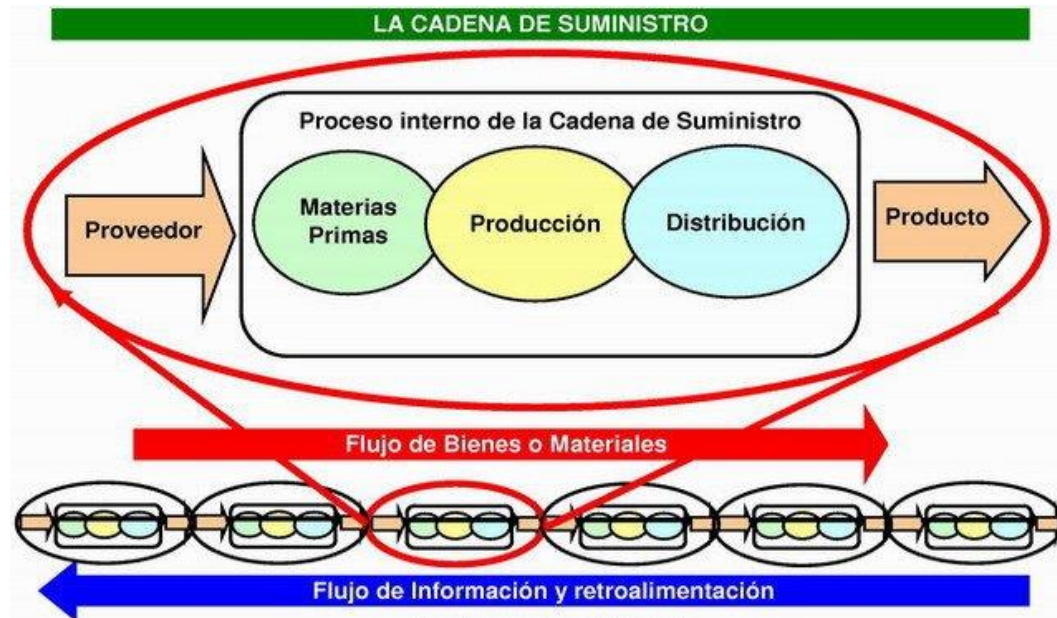 LA CADENA DE SUMINISTRO
Proceso interno de la Cadena de Suministro
Proveedor
Materias
Primas
Producción
Distribución
Producto
Flujo de Bienes o Materiales
Flujo de Información y retroalimentación